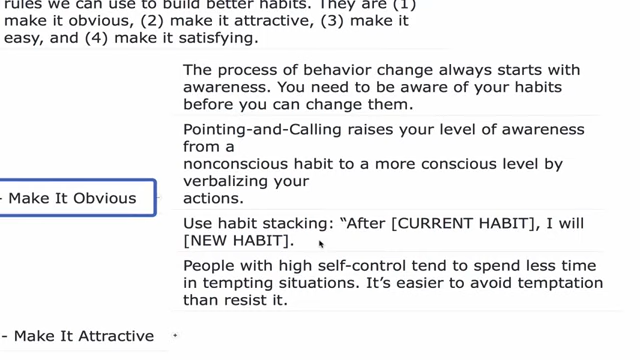 rules we can use to build better habits. They are (1)
make it obvious, (2) make it attractive, (3) make it
easy, and (4) make it satisfying.
The process of behavior change always starts with
awareness. You need to be aware of your habits
before you can change them.
Pointing-and-Calling raises your level of awareness
from a
nonconscious habit to a more conscious level by
verbalizing your
actions.
- Make It Obvious
Use habit stacking: “After [CURRENT HABIT], I will
[NEW HABIT].
People with high self-control tend to spend less time
in tempting situations. It’s easier to avoid temptation
than resist it.
- Make It Attractive